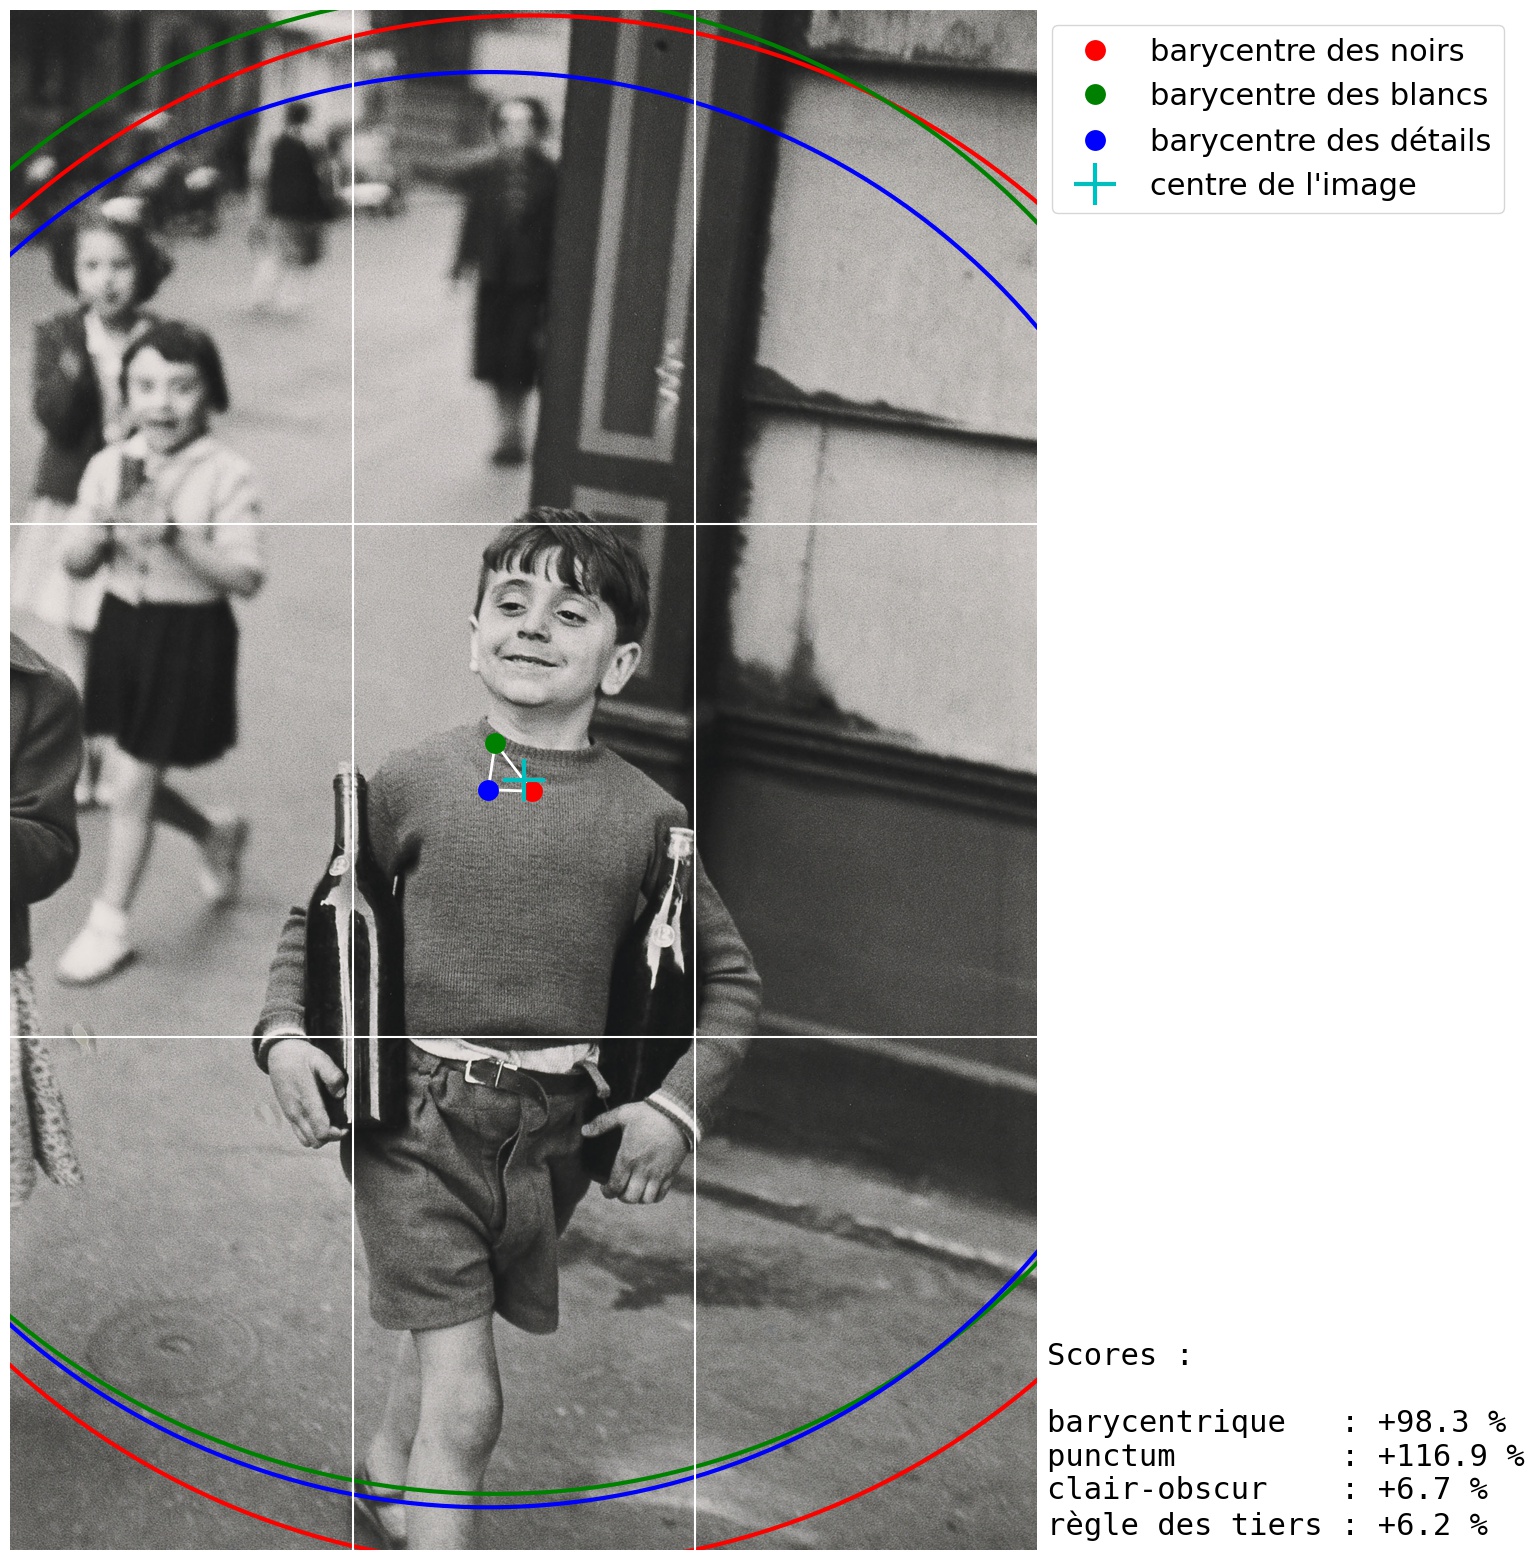 barycentre des noirs
barycentre des blancs
barycentre des détails
centre de l'image
Scores :
barycentrique : +98.3 %
punctum : +116.9 %
clair-obscur : +6.7 %
règle des tiers : +6.2 %